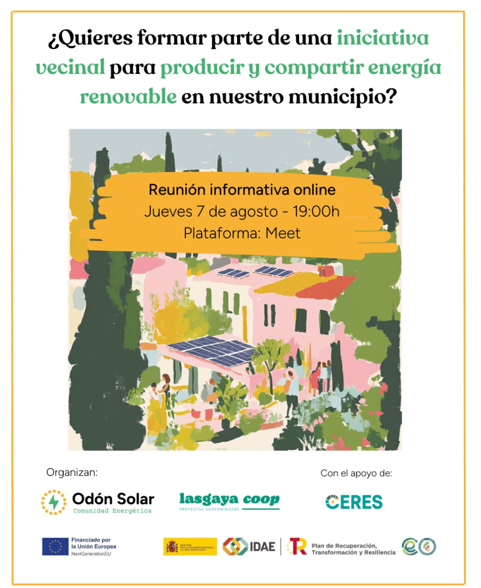 ¿Quieres formar parte de una iniciativa
vecinal para producir y compartir energía
renovable en nuestro municipio?
Reunión informativa online
Jueves 7 de agosto - 19:00h
Plataforma: Meet
Organizan:
Con el apoyo de:
Odón Solar
Comunidad Energética
lasgaya coop
CERES
Financiado por
la Unión Europea
NextGenerationEU
IDAE
Plan de Recuperación,
Transformación y Resiliencia